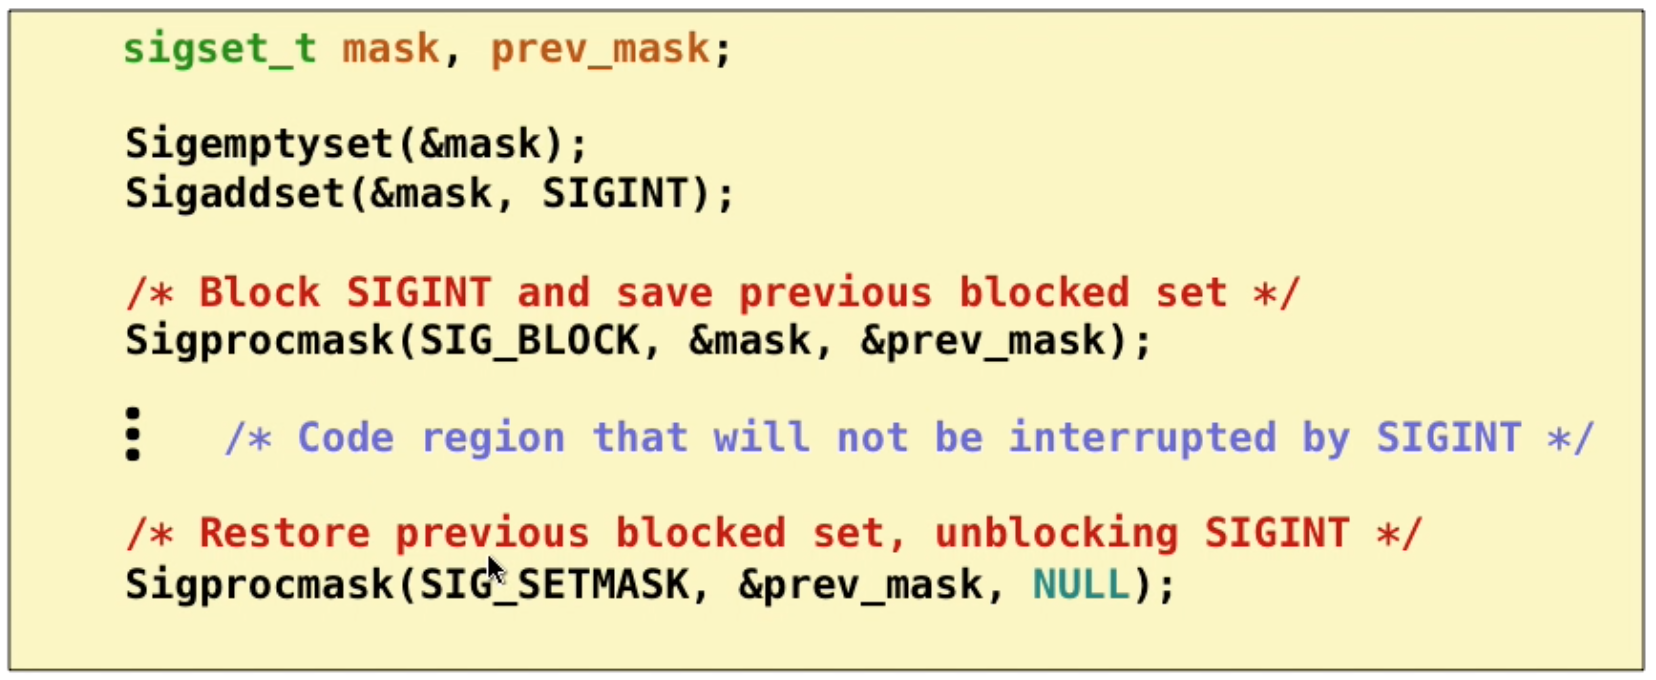 sigset_t mask, prev_mask;
Sigemptyset(&mask);
Sigaddset(&mask, SIGINT);
/* Block SIGINT and save previous blocked set */
Sigprocmask(SIG_BLOCK, &mask, &prev_mask);
/* Code region that will not be interrupted by SIGINT */
/* Restore previous blocked set, unblocking SIGINT */
Sigprocmask(SIG_SETMASK, &prev_mask, NULL);